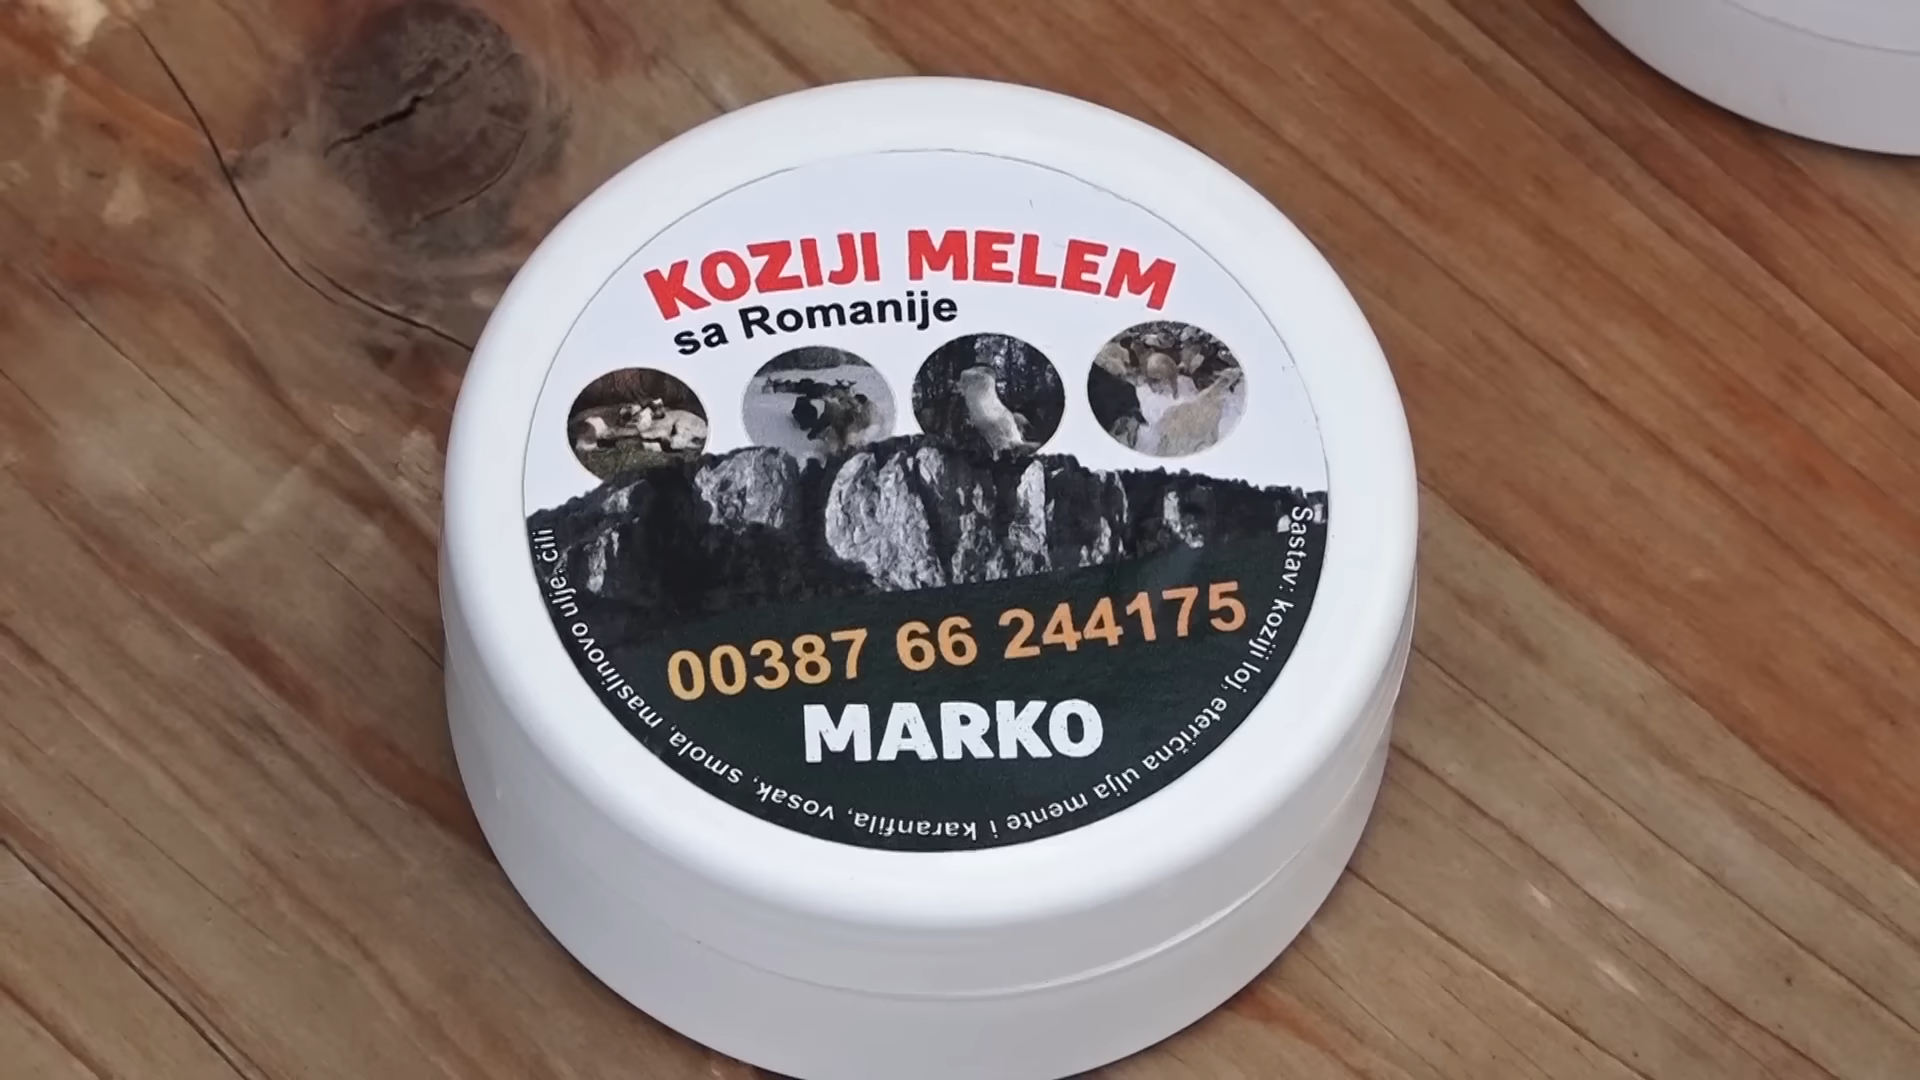 KOZIJI MELEM
sa Romanije
00387 66 244175
MARKO
Sastav: koziji loj, eterična ulja mente i karanfila, vosak, smola, maslinovo ulje, čili